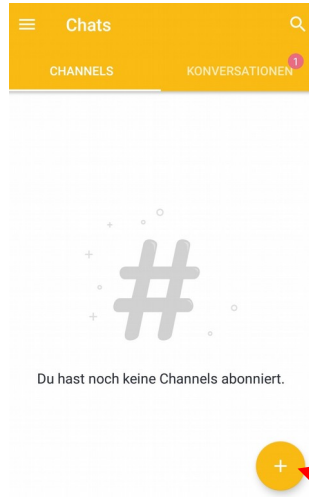 Chats
CHANNELS KONVERSATIONEN
1
Du hast noch keine Channels abonniert.